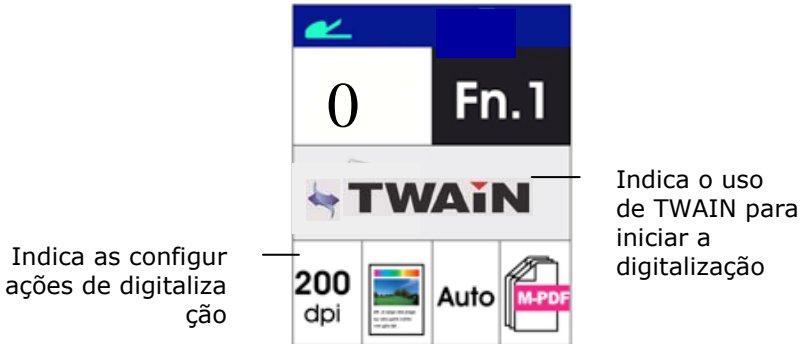 0 Fn.1
TWAIN
Indica o uso
de TWAIN para
iniciar a
digitalização
Indica as configur
ações de digitaliza
ção
200
dpi
Auto
M-PDF